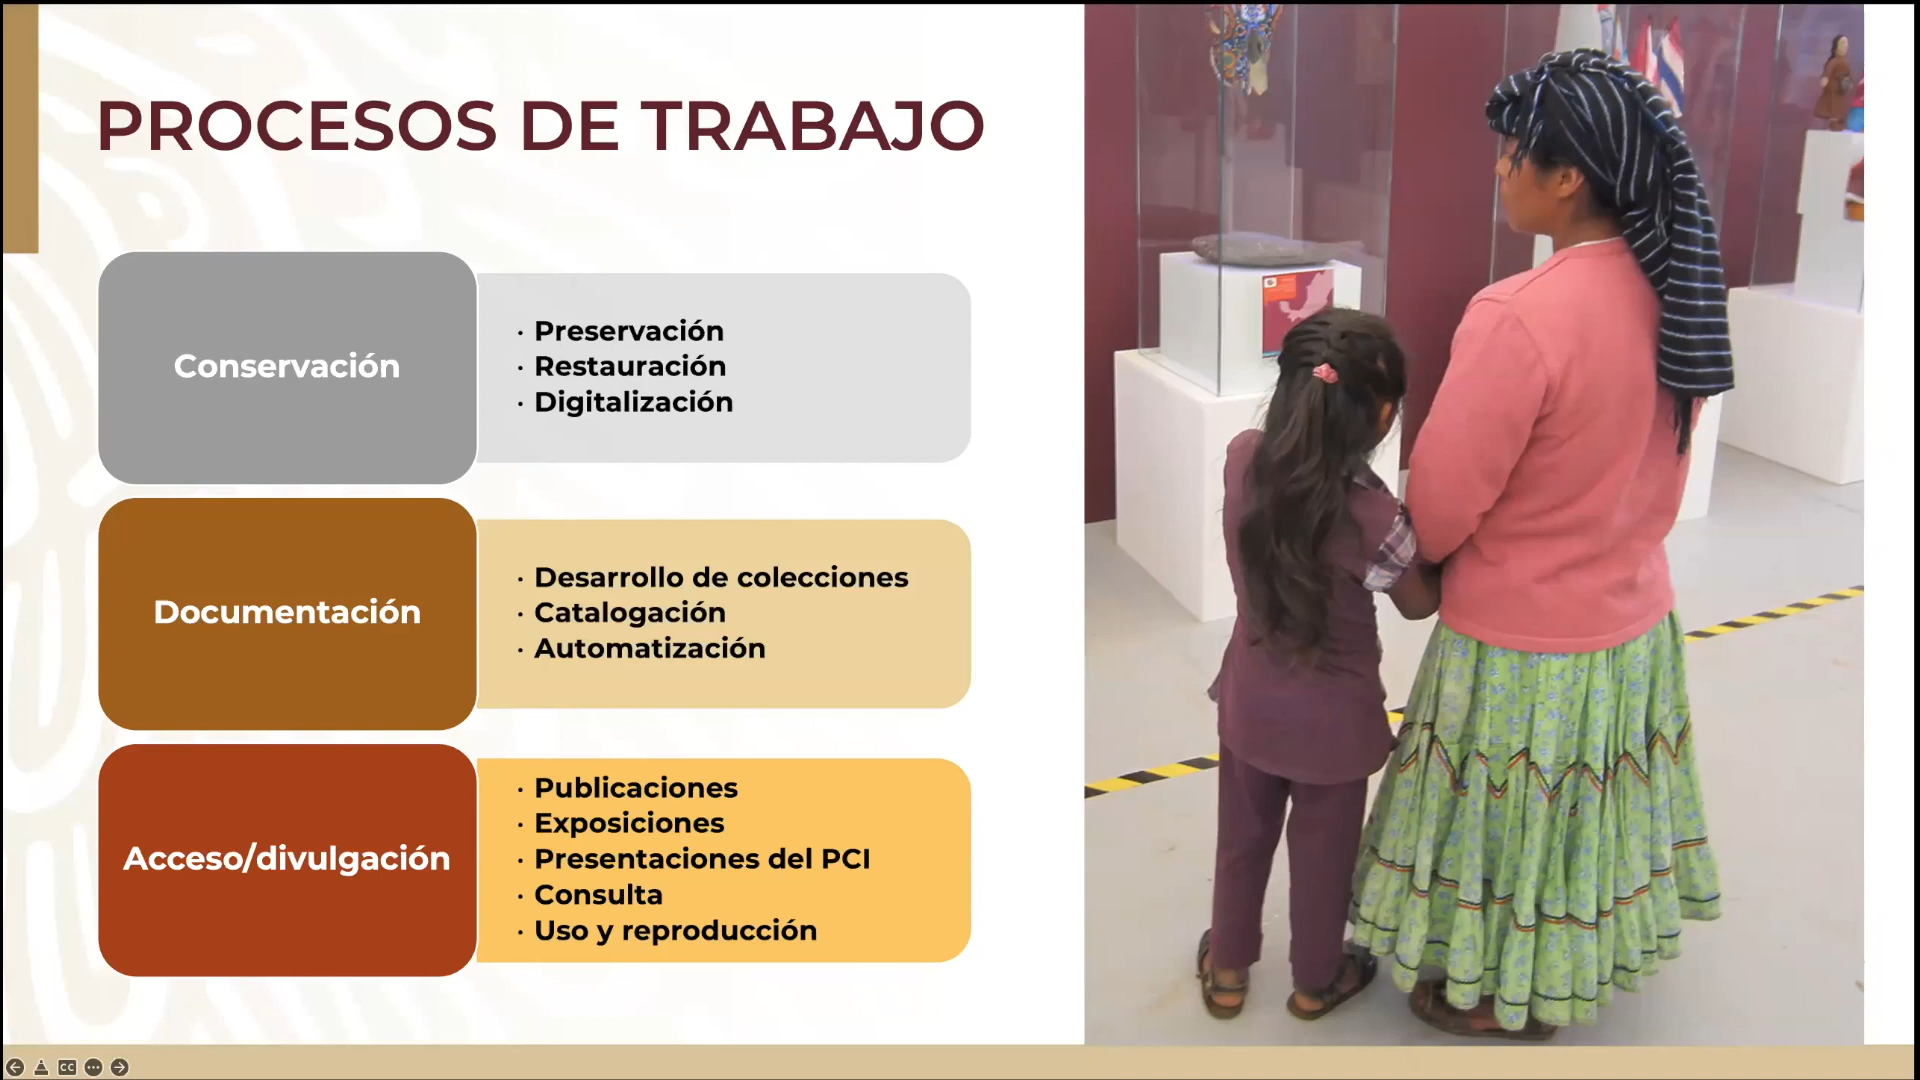 PROCESOS DE TRABAJO
Conservación
· Preservación
· Restauración
· Digitalización
Documentación
· Desarrollo de colecciones
· Catalogación
· Automatización
Acceso/divulgación
· Publicaciones
· Exposiciones
· Presentaciones del PCI
· Consulta
· Uso y reproducción
CC